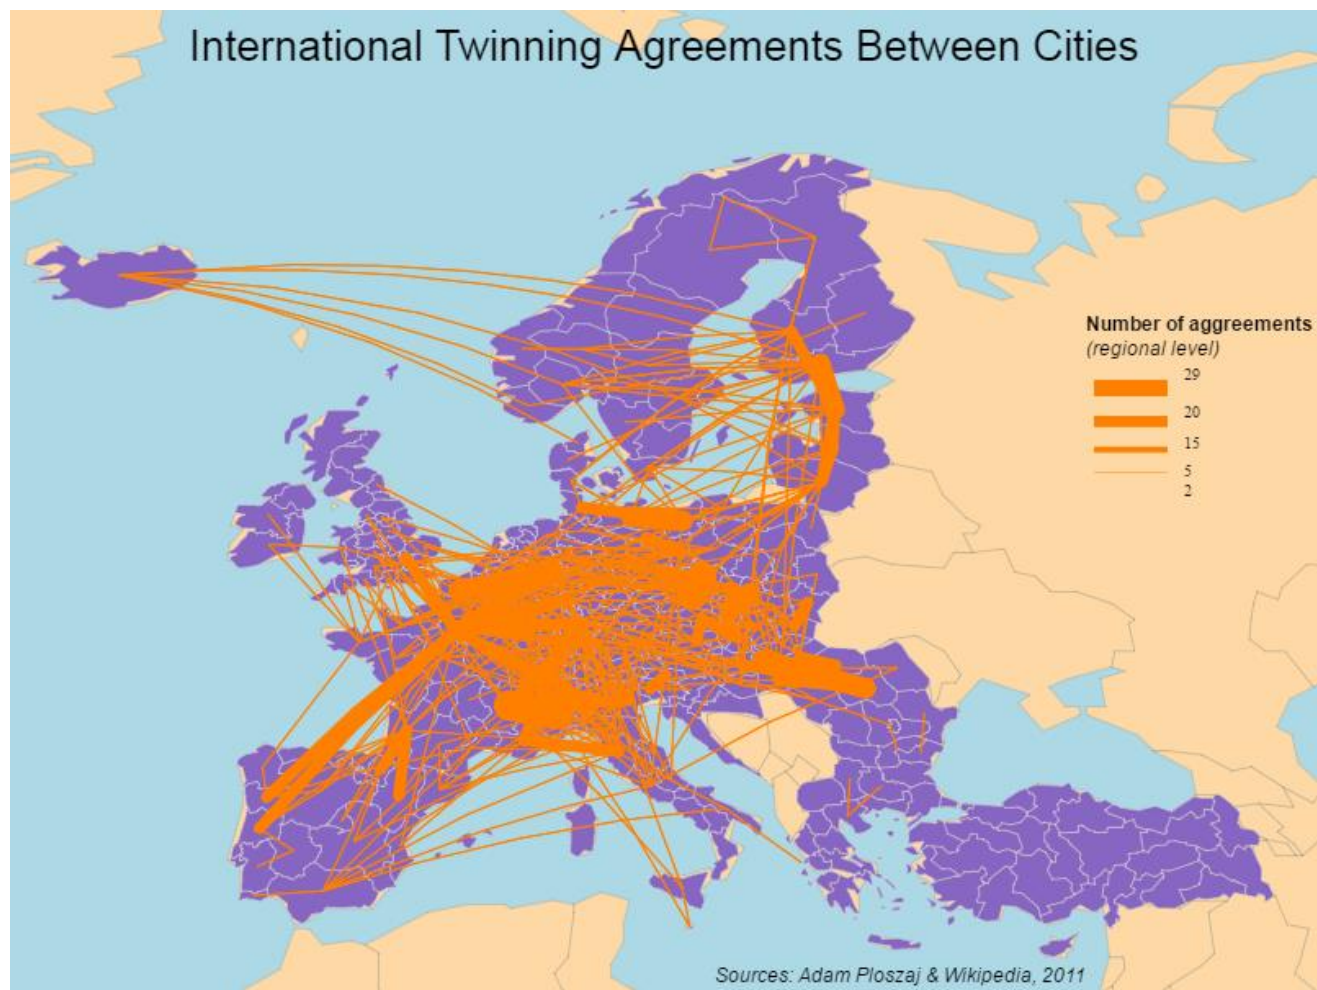 International Twinning Agreements Between Cities
Number of aggreements
(regional level)
29
20
15
5
2
Sources: Adam Ploszaj & Wikipedia, 2011